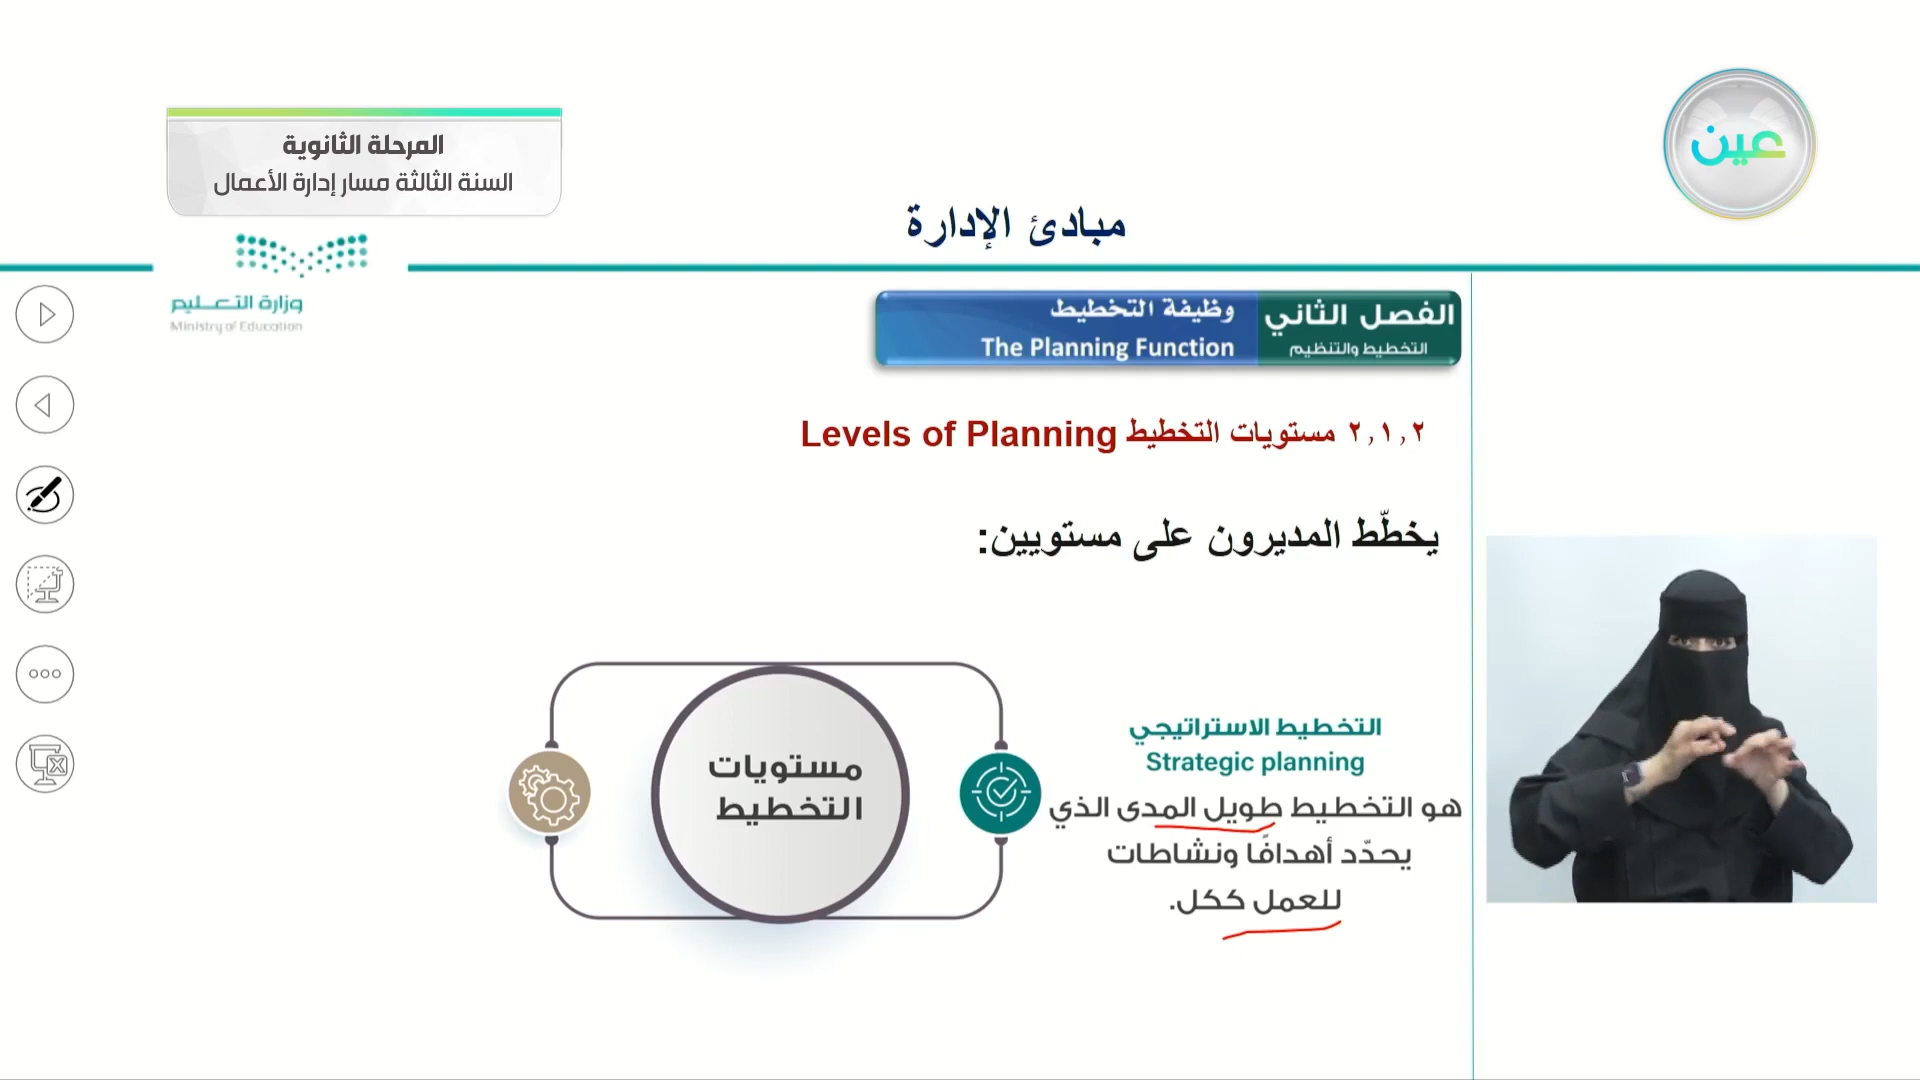 المرحلة الثانوية
السنة الثالثة مسار إدارة الأعمال
عين
مبادئ الإدارة
وزارة التعليم
Ministry of Education
الفصل الثاني
التخطيط والتنظيم
وظيفة التخطيط
The Planning Function
٢,١,٢ مستويات التخطيط Levels of Planning
يخطّط المديرون على مستويين:
مستويات
التخطيط
التخطيط الاستراتيجي
Strategic planning
هو التخطيط طويل المدى الذي
يحدّد أهدافًا ونشاطات
للعمل ككل.